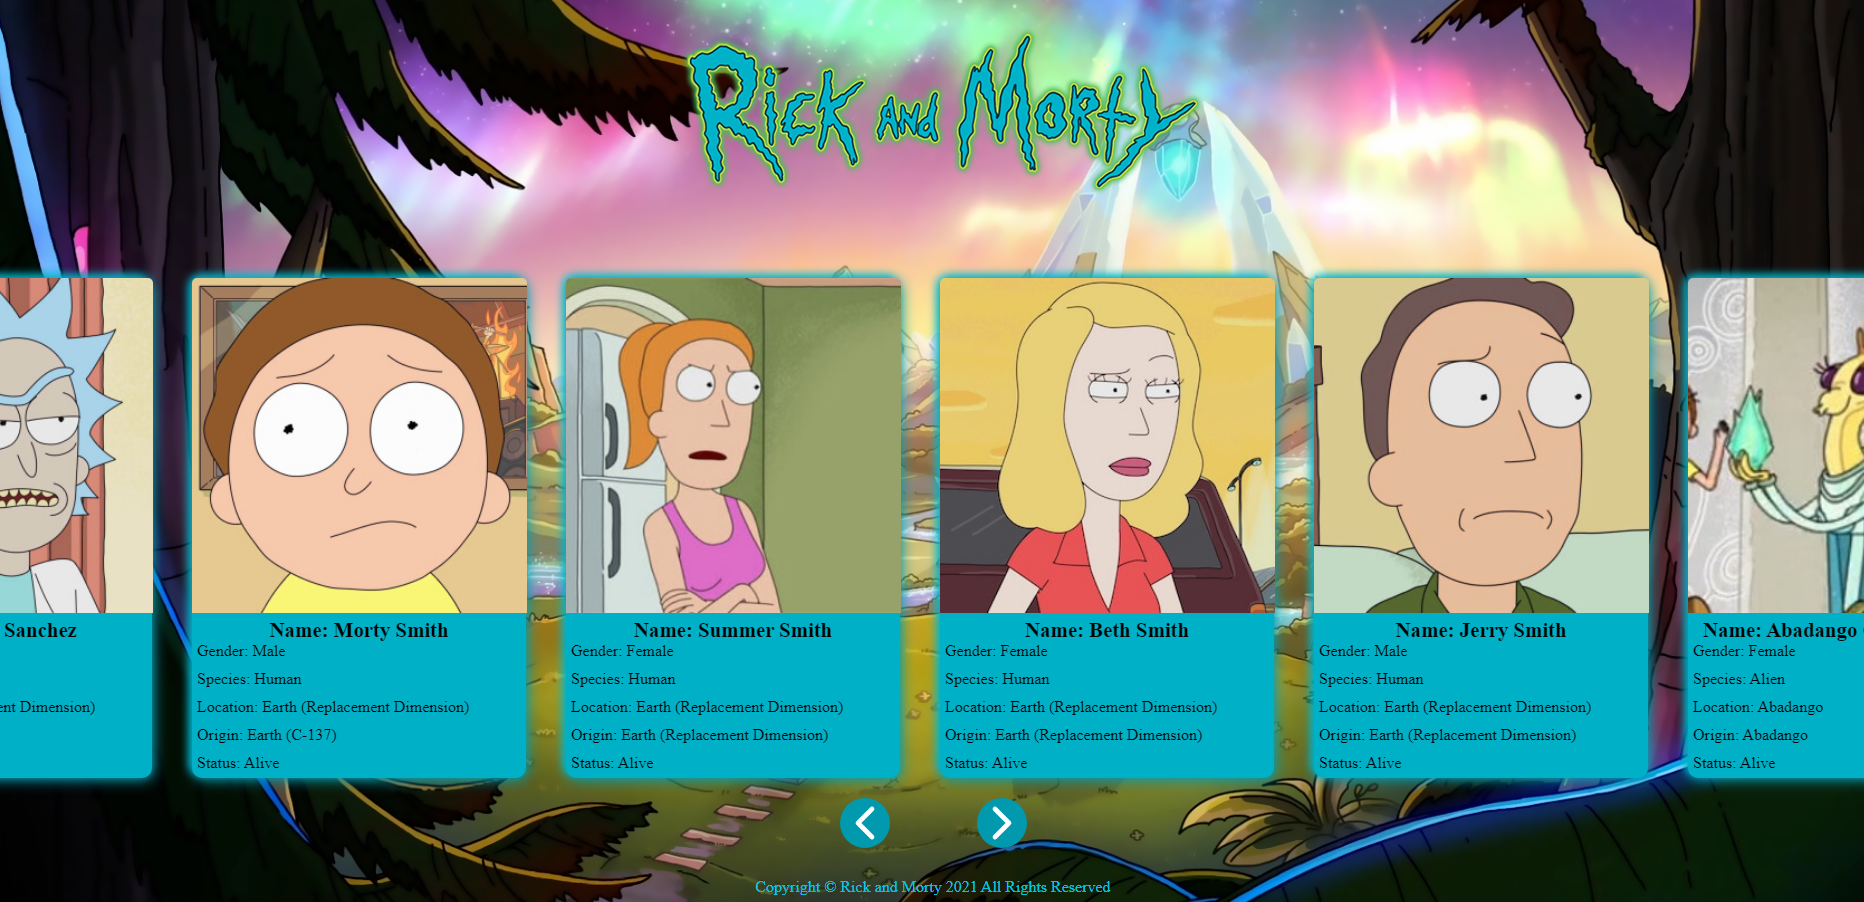 Rick and Morty
Sanchez
Dimension)
Name: Morty Smith
Gender: Male
Species: Human
Location: Earth (Replacement Dimension)
Origin: Earth (C-137)
Status: Alive
Name: Summer Smith
Gender: Female
Species: Human
Location: Earth (Replacement Dimension)
Origin: Earth (Replacement Dimension)
Status: Alive
Name: Beth Smith
Gender: Female
Species: Human
Location: Earth (Replacement Dimension)
Origin: Earth (Replacement Dimension)
Status: Alive
Name: Jerry Smith
Gender: Male
Species: Human
Location: Earth (Replacement Dimension)
Origin: Earth (Replacement Dimension)
Status: Alive
Name: Abadango
Gender: Female
Species: Alien
Location: Abadango
Origin: Abadango
Status: Alive
Copyright © Rick and Morty 2021 All Rights Reserved